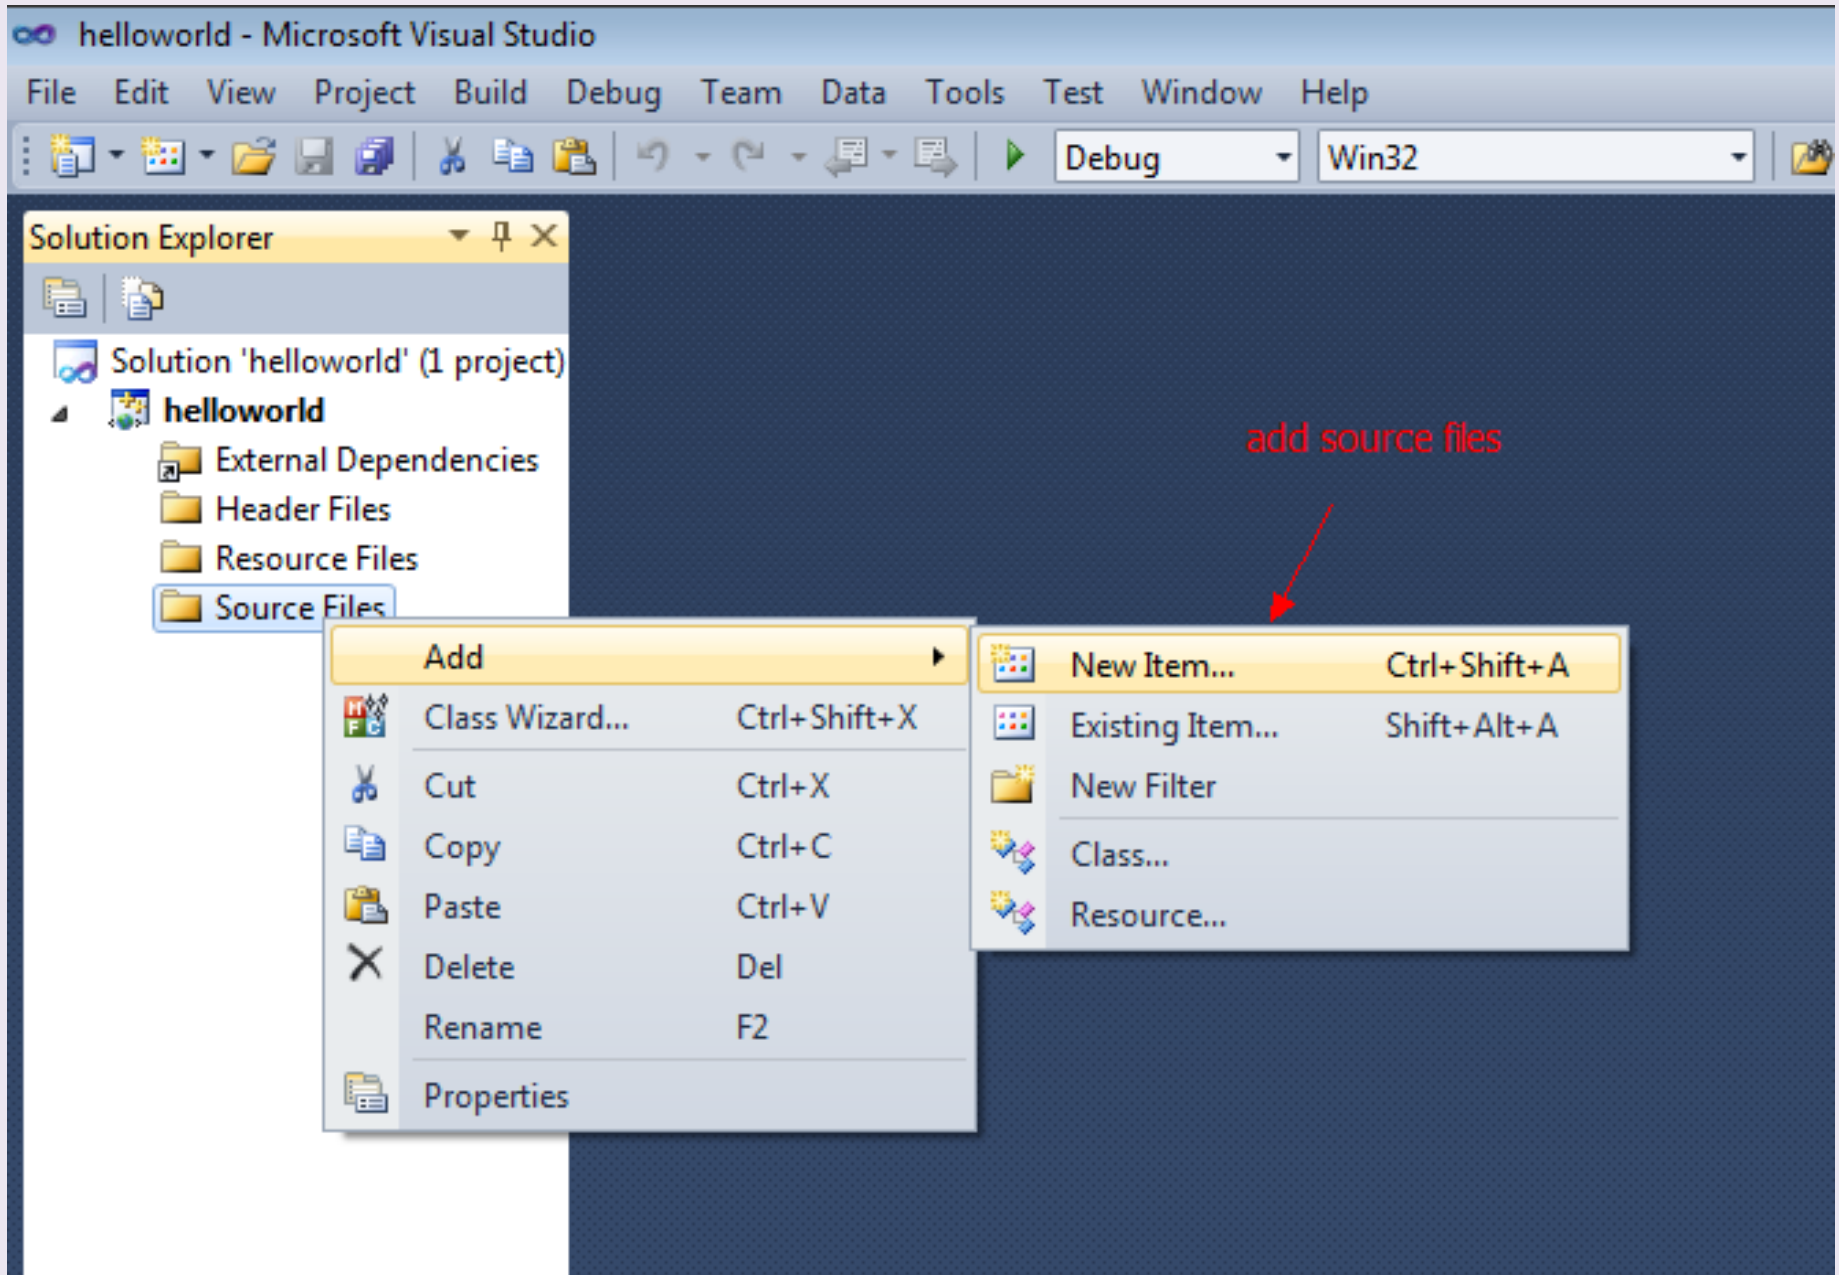 helloworld - Microsoft Visual Studio
File Edit View Project Build Debug Team Data Tools Test Window Help
Debug Win32
Solution Explorer
Solution 'helloworld' (1 project)
helloworld
External Dependencies
Header Files
Resource Files
Source Files
add source files
Add
Class Wizard... Ctrl+Shift+X
Cut Ctrl+X
Copy Ctrl+C
Paste Ctrl+V
Delete Del
Rename F2
Properties
New Item... Ctrl+Shift+A
Existing Item... Shift+Alt+A
New Filter
Class...
Resource...